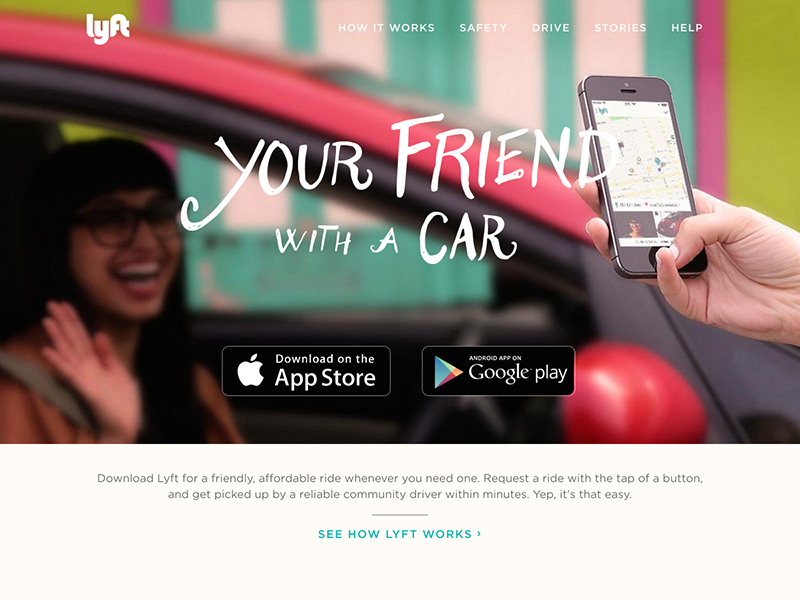 lyft
HOW IT WORKS SAFETY DRIVE STORIES HELP
YOUR FRIEND
WITH A CAR
Download on the
App Store
ANDROID APP ON
Google play
Download Lyft for a friendly, affordable ride whenever you need one. Request a ride with the tap of a button,
and get picked up by a reliable community driver within minutes. Yep, it's that easy.
SEE HOW LYFT WORKS ›